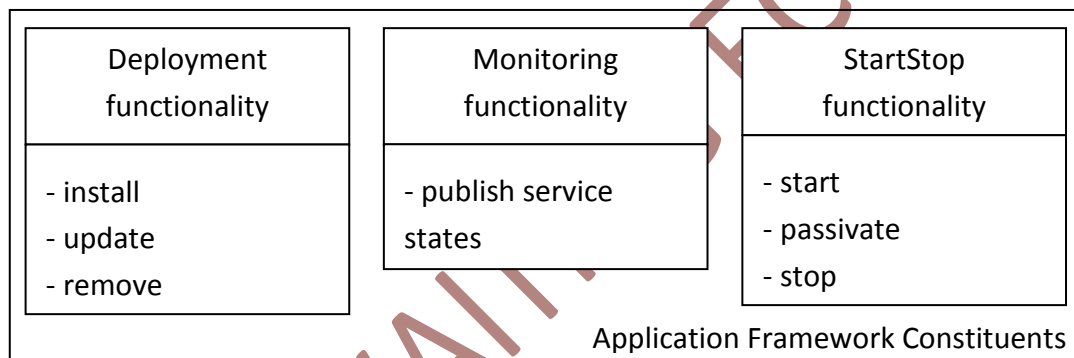 Deployment
functionality
- install
- update
- remove
Monitoring
functionality
- publish service
states
StartStop
functionality
- start
- passivate
- stop
Application Framework Constituents